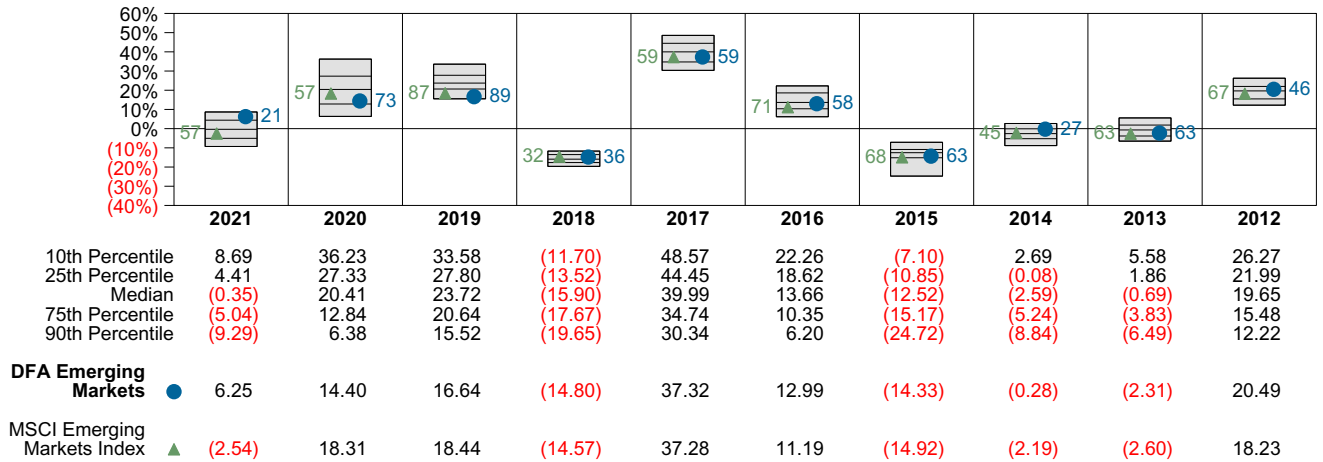 60%
50%
40%
30%
20%
10%
0%
(10%)
(20%)
(30%)
(40%)
57 21
57 73
87 89
32 36
59 59
71 58
68 63
45 27
63 63
67 46
2021 2020 2019 2018 2017 2016 2015 2014 2013 2012
10th Percentile 8.69 36.23 33.58 (11.70) 48.57 22.26 (7.10) 2.69 5.58 26.27
25th Percentile 4.41 27.33 27.80 (13.52) 44.45 18.62 (10.85) (0.08) 1.86 21.99
Median (0.35) 20.41 23.72 (15.90) 39.99 13.66 (12.52) (2.59) (0.69) 19.65
75th Percentile (5.04) 12.84 20.64 (17.67) 34.74 10.35 (15.17) (5.24) (3.83) 15.48
90th Percentile (9.29) 6.38 15.52 (19.65) 30.34 6.20 (24.72) (8.84) (6.49) 12.22
DFA Emerging
Markets 6.25 14.40 16.64 (14.80) 37.32 12.99 (14.33) (0.28) (2.31) 20.49
MSCI Emerging
Markets Index (2.54) 18.31 18.44 (14.57) 37.28 11.19 (14.92) (2.19) (2.60) 18.23